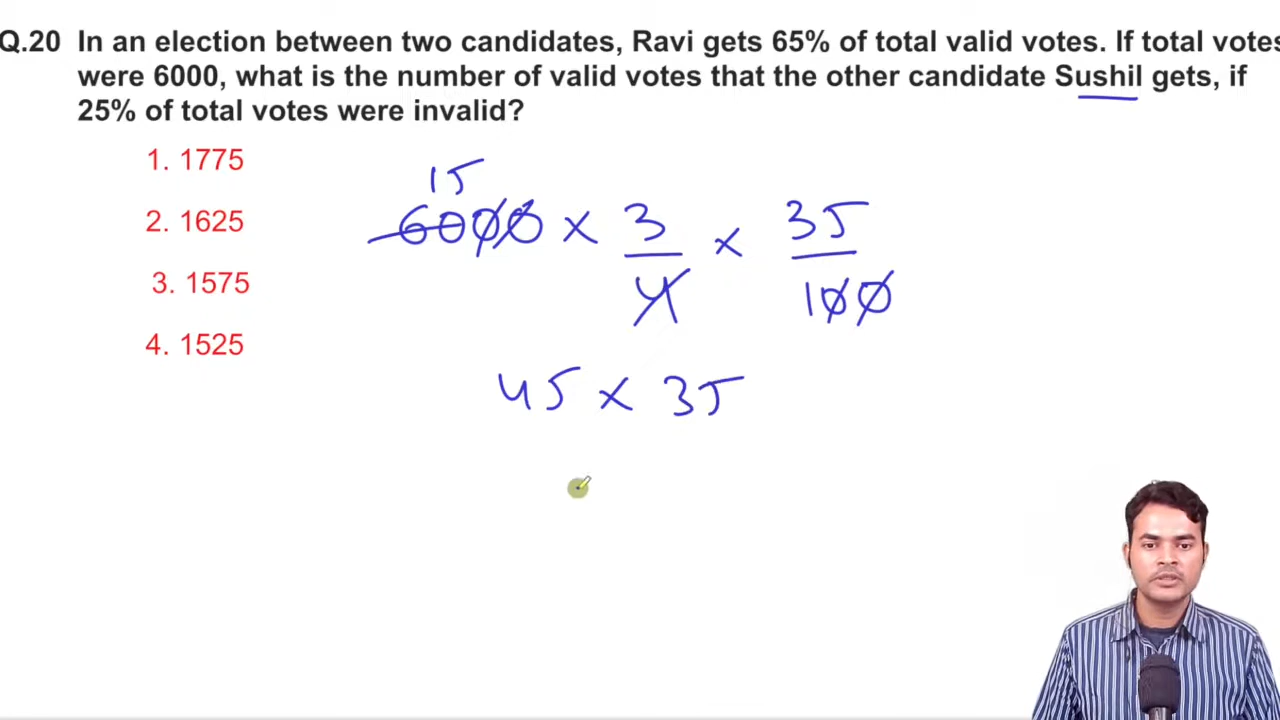 Q.20 In an election between two candidates, Ravi gets 65% of total valid votes. If total votes
were 6000, what is the number of valid votes that the other candidate Sushil gets, if
25% of total votes were invalid?
1. 1775
2. 1625
3. 1575
4. 1525
15
6000 × 3/4 × 35/100
45 × 35